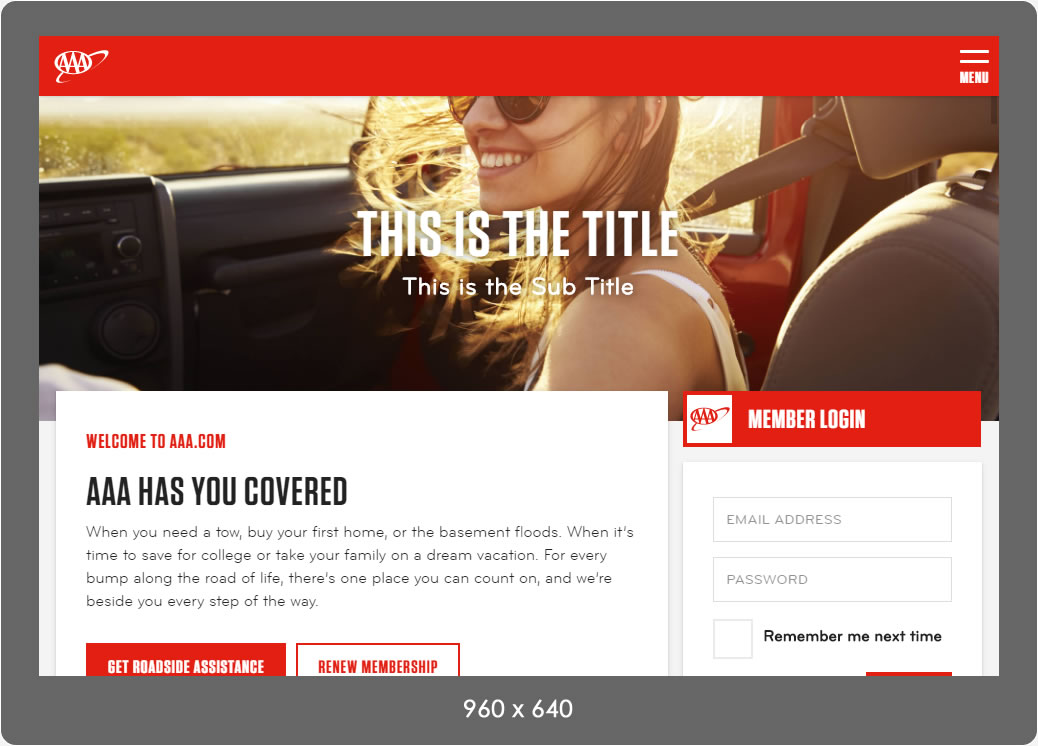 AAA
MENU
THIS IS THE TITLE
This is the Sub Title
WELCOME TO AAA.COM
AAA HAS YOU COVERED
When you need a tow, buy your first home, or the basement floods. When it's
time to save for college or take your family on a dream vacation. For every
bump along the road of life, there's one place you can count on, and we're
beside you every step of the way.
GET ROADSIDE ASSISTANCE
RENEW MEMBERSHIP
AAA
MEMBER LOGIN
EMAIL ADDRESS
PASSWORD
Remember me next time
960 x 640